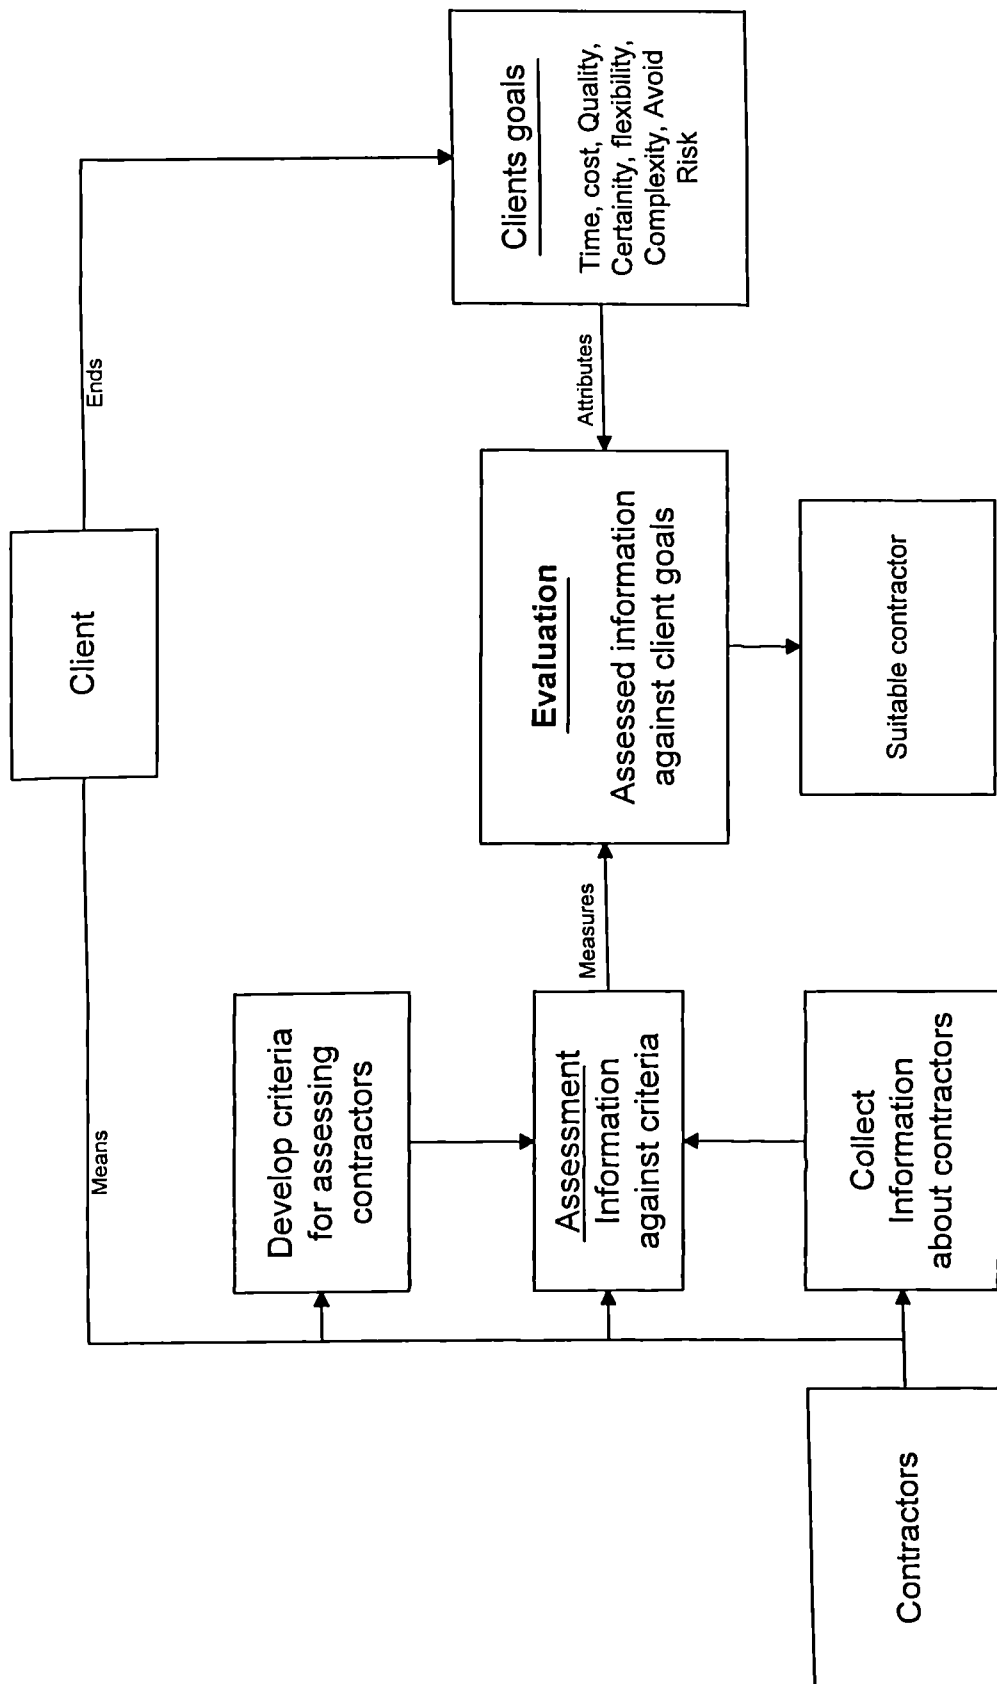 Client
Means
Ends
Develop criteria
for assessing
contractors
Assessment
Information
against criteria
Collect
Information
about contractors
Contractors
Measures
Evaluation
Assessed information
against client goals
Attributes
Clients goals
Time, cost, Quality,
Certainity, flexibility,
Complexity, Avoid
Risk
Suitable contractor